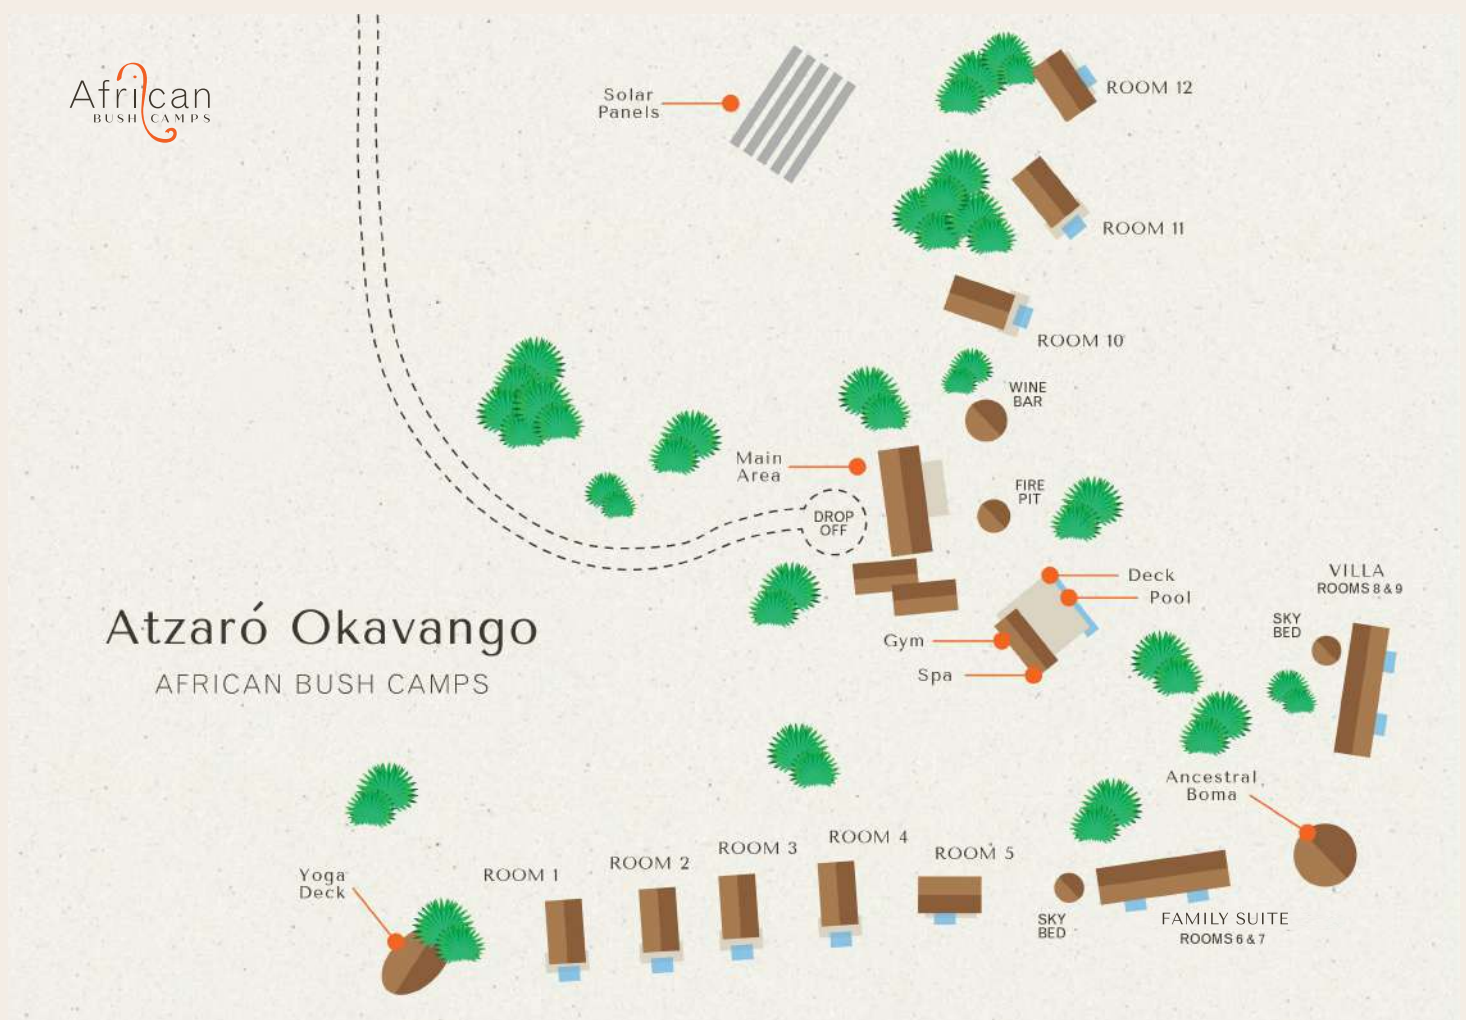 African
BUSH CAMPS
Solar
Panels
ROOM 12
ROOM 11
ROOM 10
WINE
BAR
Main
Area
FIRE
PIT
DROP
OFF
Deck
Pool
VILLA
ROOMS 8 & 9
SKY
BED
Gym
Spa
Atzaró Okavango
AFRICAN BUSH CAMPS
Ancestral
Boma
ROOM 4
ROOM 3
ROOM 5
ROOM 2
ROOM 1
Yoga
Deck
SKY
BED
FAMILY SUITE
ROOMS 6 & 7